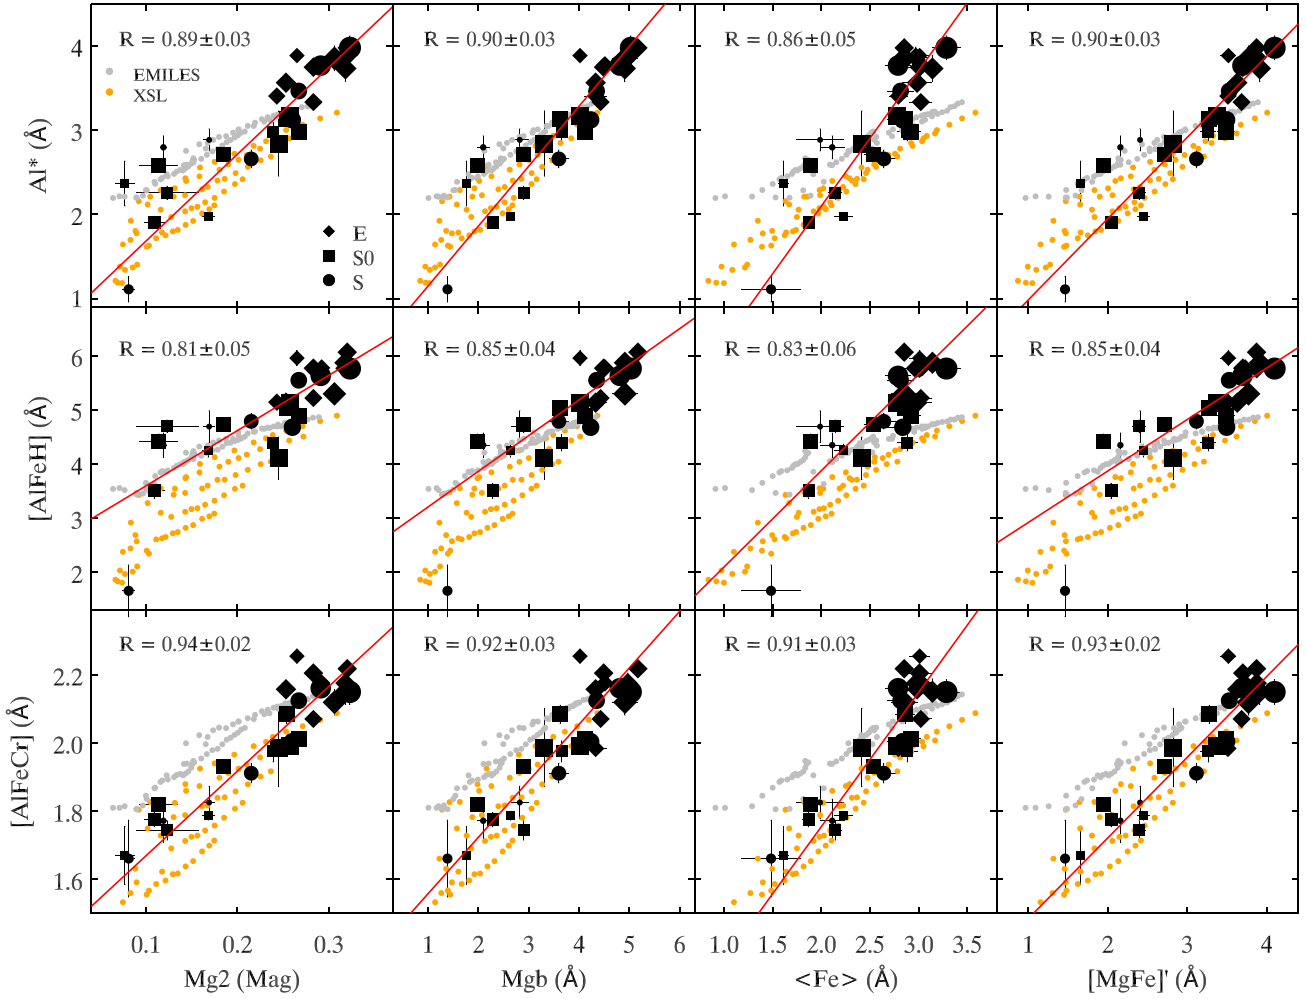 R = 0.89±0.03
R = 0.90±0.03
R = 0.86±0.05
R = 0.90±0.03
EMILES
XSL
E
S0
S
Al* (Å)
4
3
2
1
R = 0.81±0.05
R = 0.85±0.04
R = 0.83±0.06
R = 0.85±0.04
[AlFeH] (Å)
6
5
4
3
2
R = 0.94±0.02
R = 0.92±0.03
R = 0.91±0.03
R = 0.93±0.02
[AlFeCr] (Å)
2.2
2.0
1.8
1.6
0.1 0.2 0.3
1 2 3 4 5 6
1.0 1.5 2.0 2.5 3.0 3.5
1 2 3 4
Mg2 (Mag)
Mgb (Å)
<Fe> (Å)
[MgFe]' (Å)